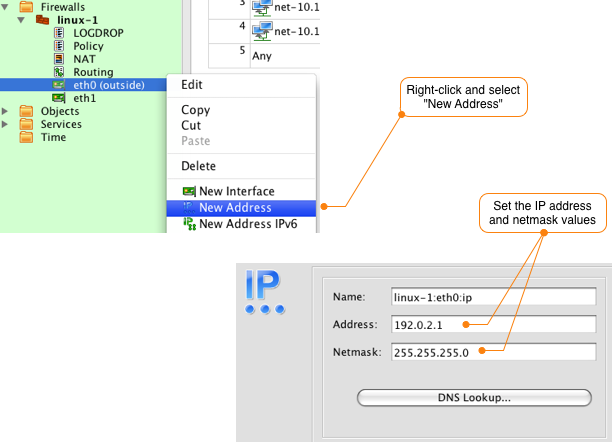 Firewalls
linux-1
LOGDROP
Policy
NAT
Routing
eth0 (outside)
eth1
Objects
Services
Time
3
net-10.1
4
net-10.1
5
Any
Edit
Copy
Cut
Paste
Delete
New Interface
New Address
New Address IPv6
Right-click and select
"New Address"
Set the IP address
and netmask values
IP
Name: linux-1:eth0:ip
Address: 192.0.2.1
Netmask: 255.255.255.0
DNS Lookup...